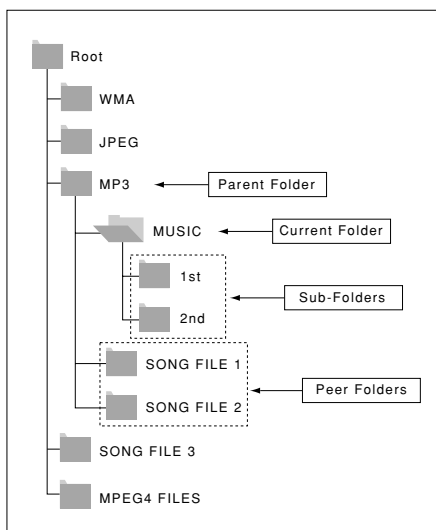 Root
WMA
JPEG
MP3
Parent Folder
MUSIC
Current Folder
1st
Sub-Folders
2nd
SONG FILE 1
Peer Folders
SONG FILE 2
SONG FILE 3
MPEG4 FILES